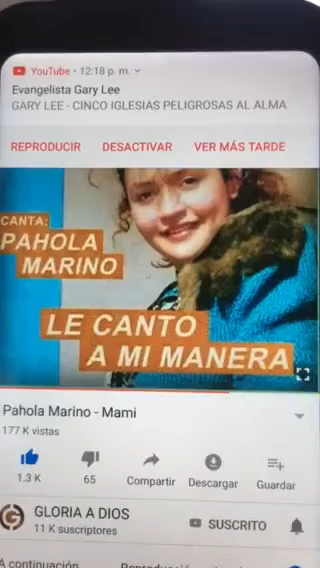 YouTube • 12:18 p. m.
Evangelista Gary Lee
GARY LEE - CINCO IGLESIAS PELIGROSAS AL ALMA
REPRODUCIR DESACTIVAR VER MÁS TARDE
CANTA:
PAHOLA
MARINO
LE CANTO
A MI MANERA
Pahola Marino - Mami
177 K vistas
1.3 K 65 Compartir Descargar Guardar
GLORIA A DIOS
11 K suscriptores
SUSCRITO
A continuación